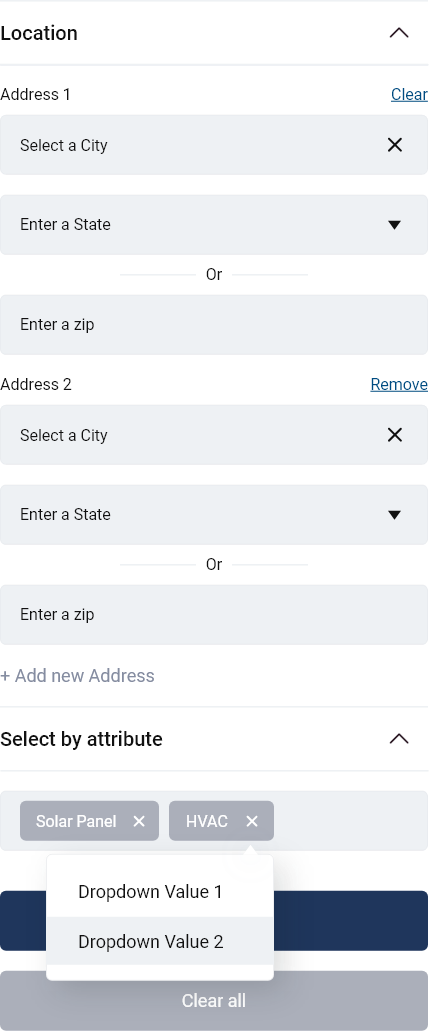 Location
Address 1 Clear
Select a City
Enter a State
Or
Enter a zip
Address 2 Remove
Select a City
Enter a State
Or
Enter a zip
+ Add new Address
Select by attribute
Solar Panel HVAC
Dropdown Value 1
Dropdown Value 2
Clear all